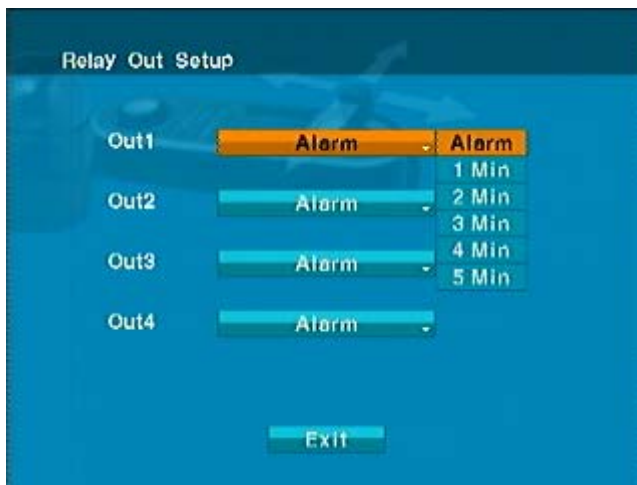 Relay Out Setup
Out1 Alarm Alarm
1 Min
Out2 Alarm 2 Min
3 Min
Out3 Alarm 4 Min
5 Min
Out4 Alarm
Exit